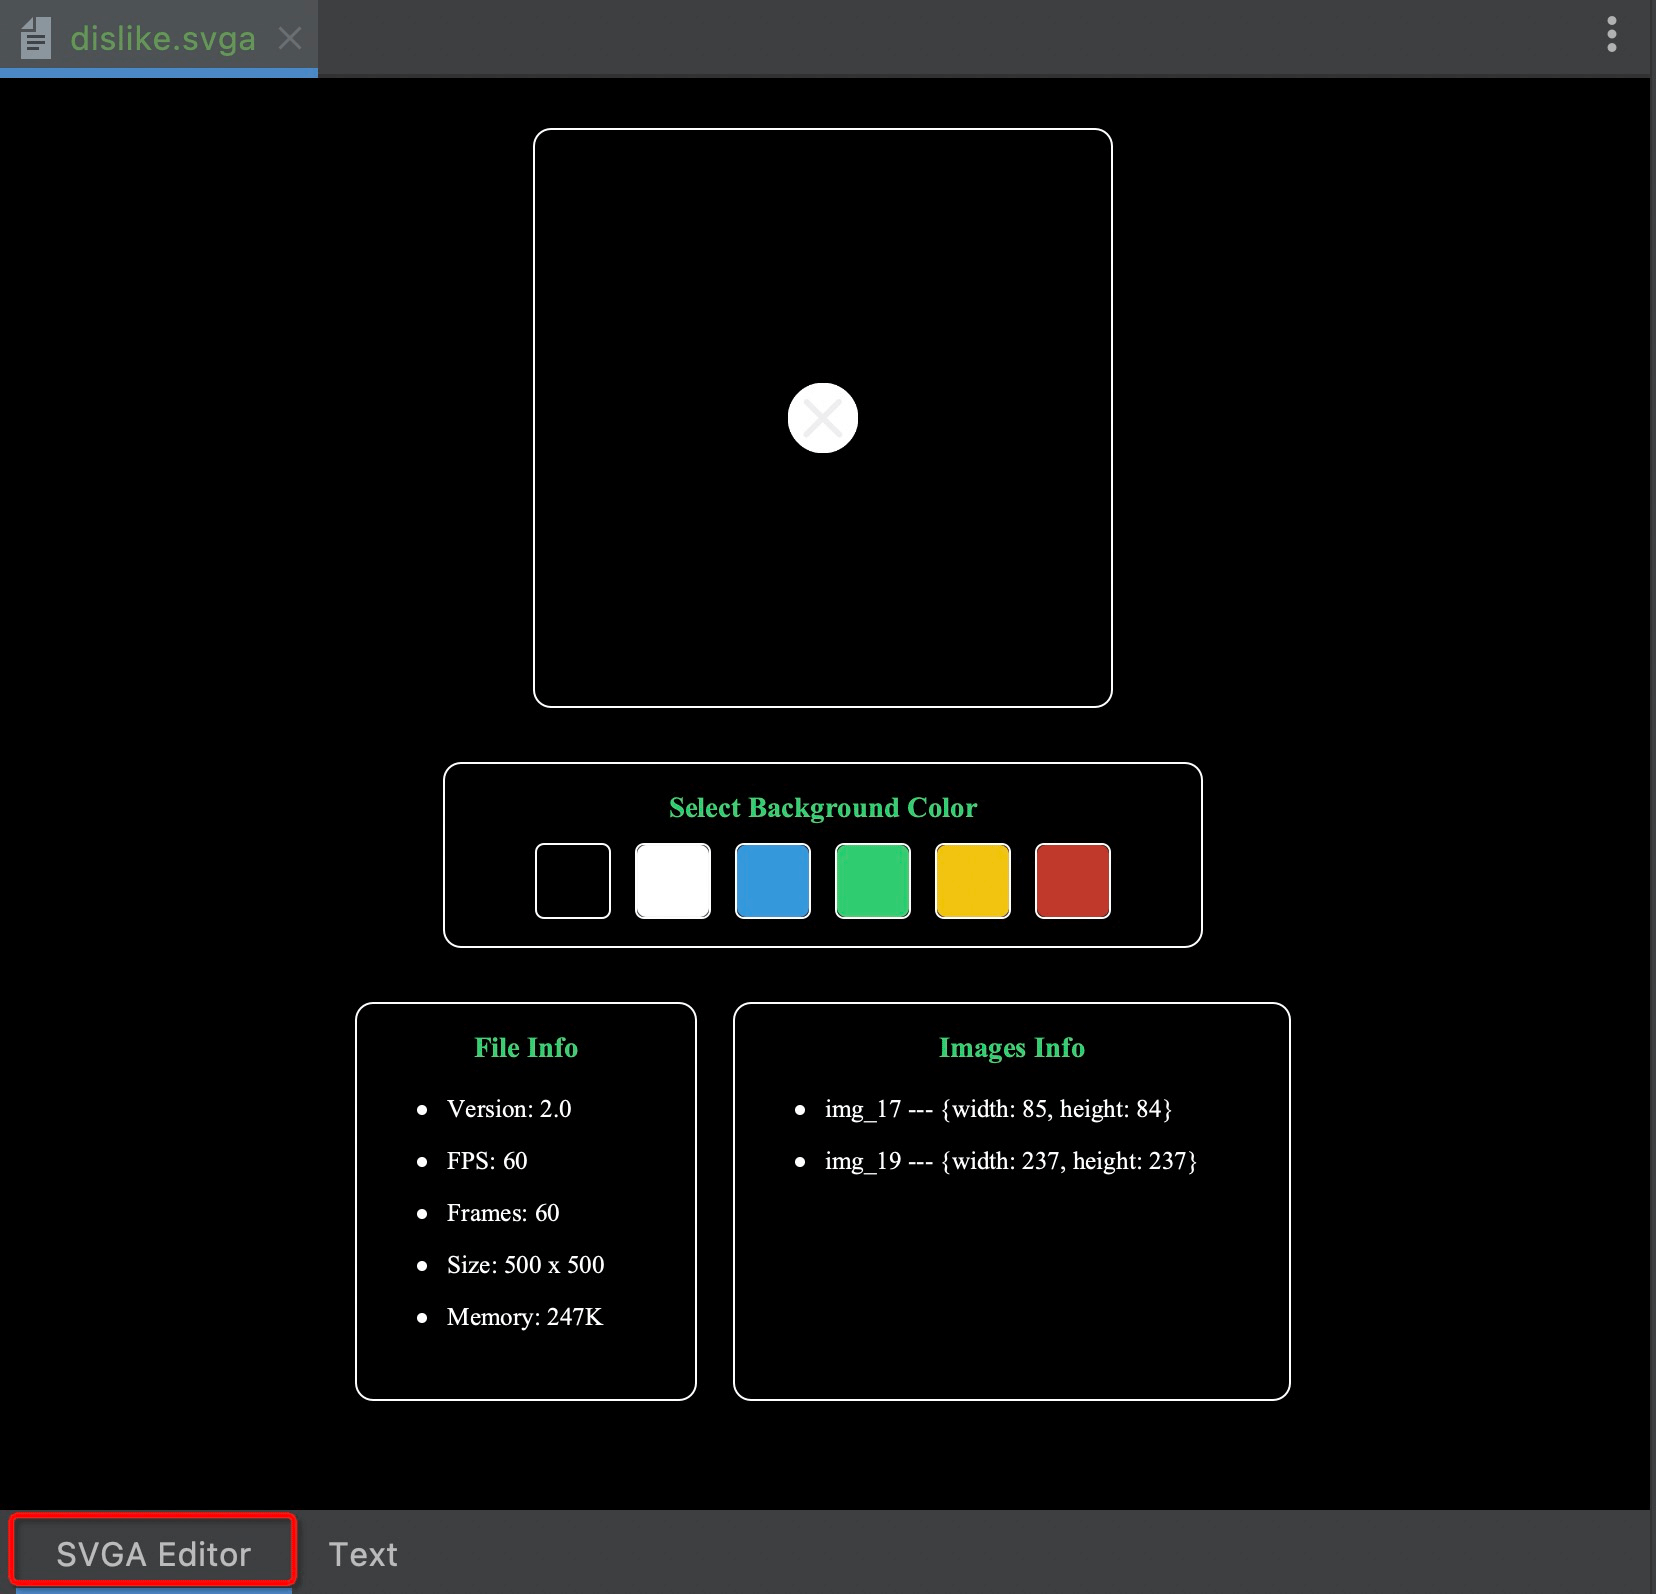 dislike.svga
Select Background Color
File Info
Version: 2.0
FPS: 60
Frames: 60
Size: 500 x 500
Memory: 247K
Images Info
img_17 --- {width: 85, height: 84}
img_19 --- {width: 237, height: 237}
SVGA Editor
Text